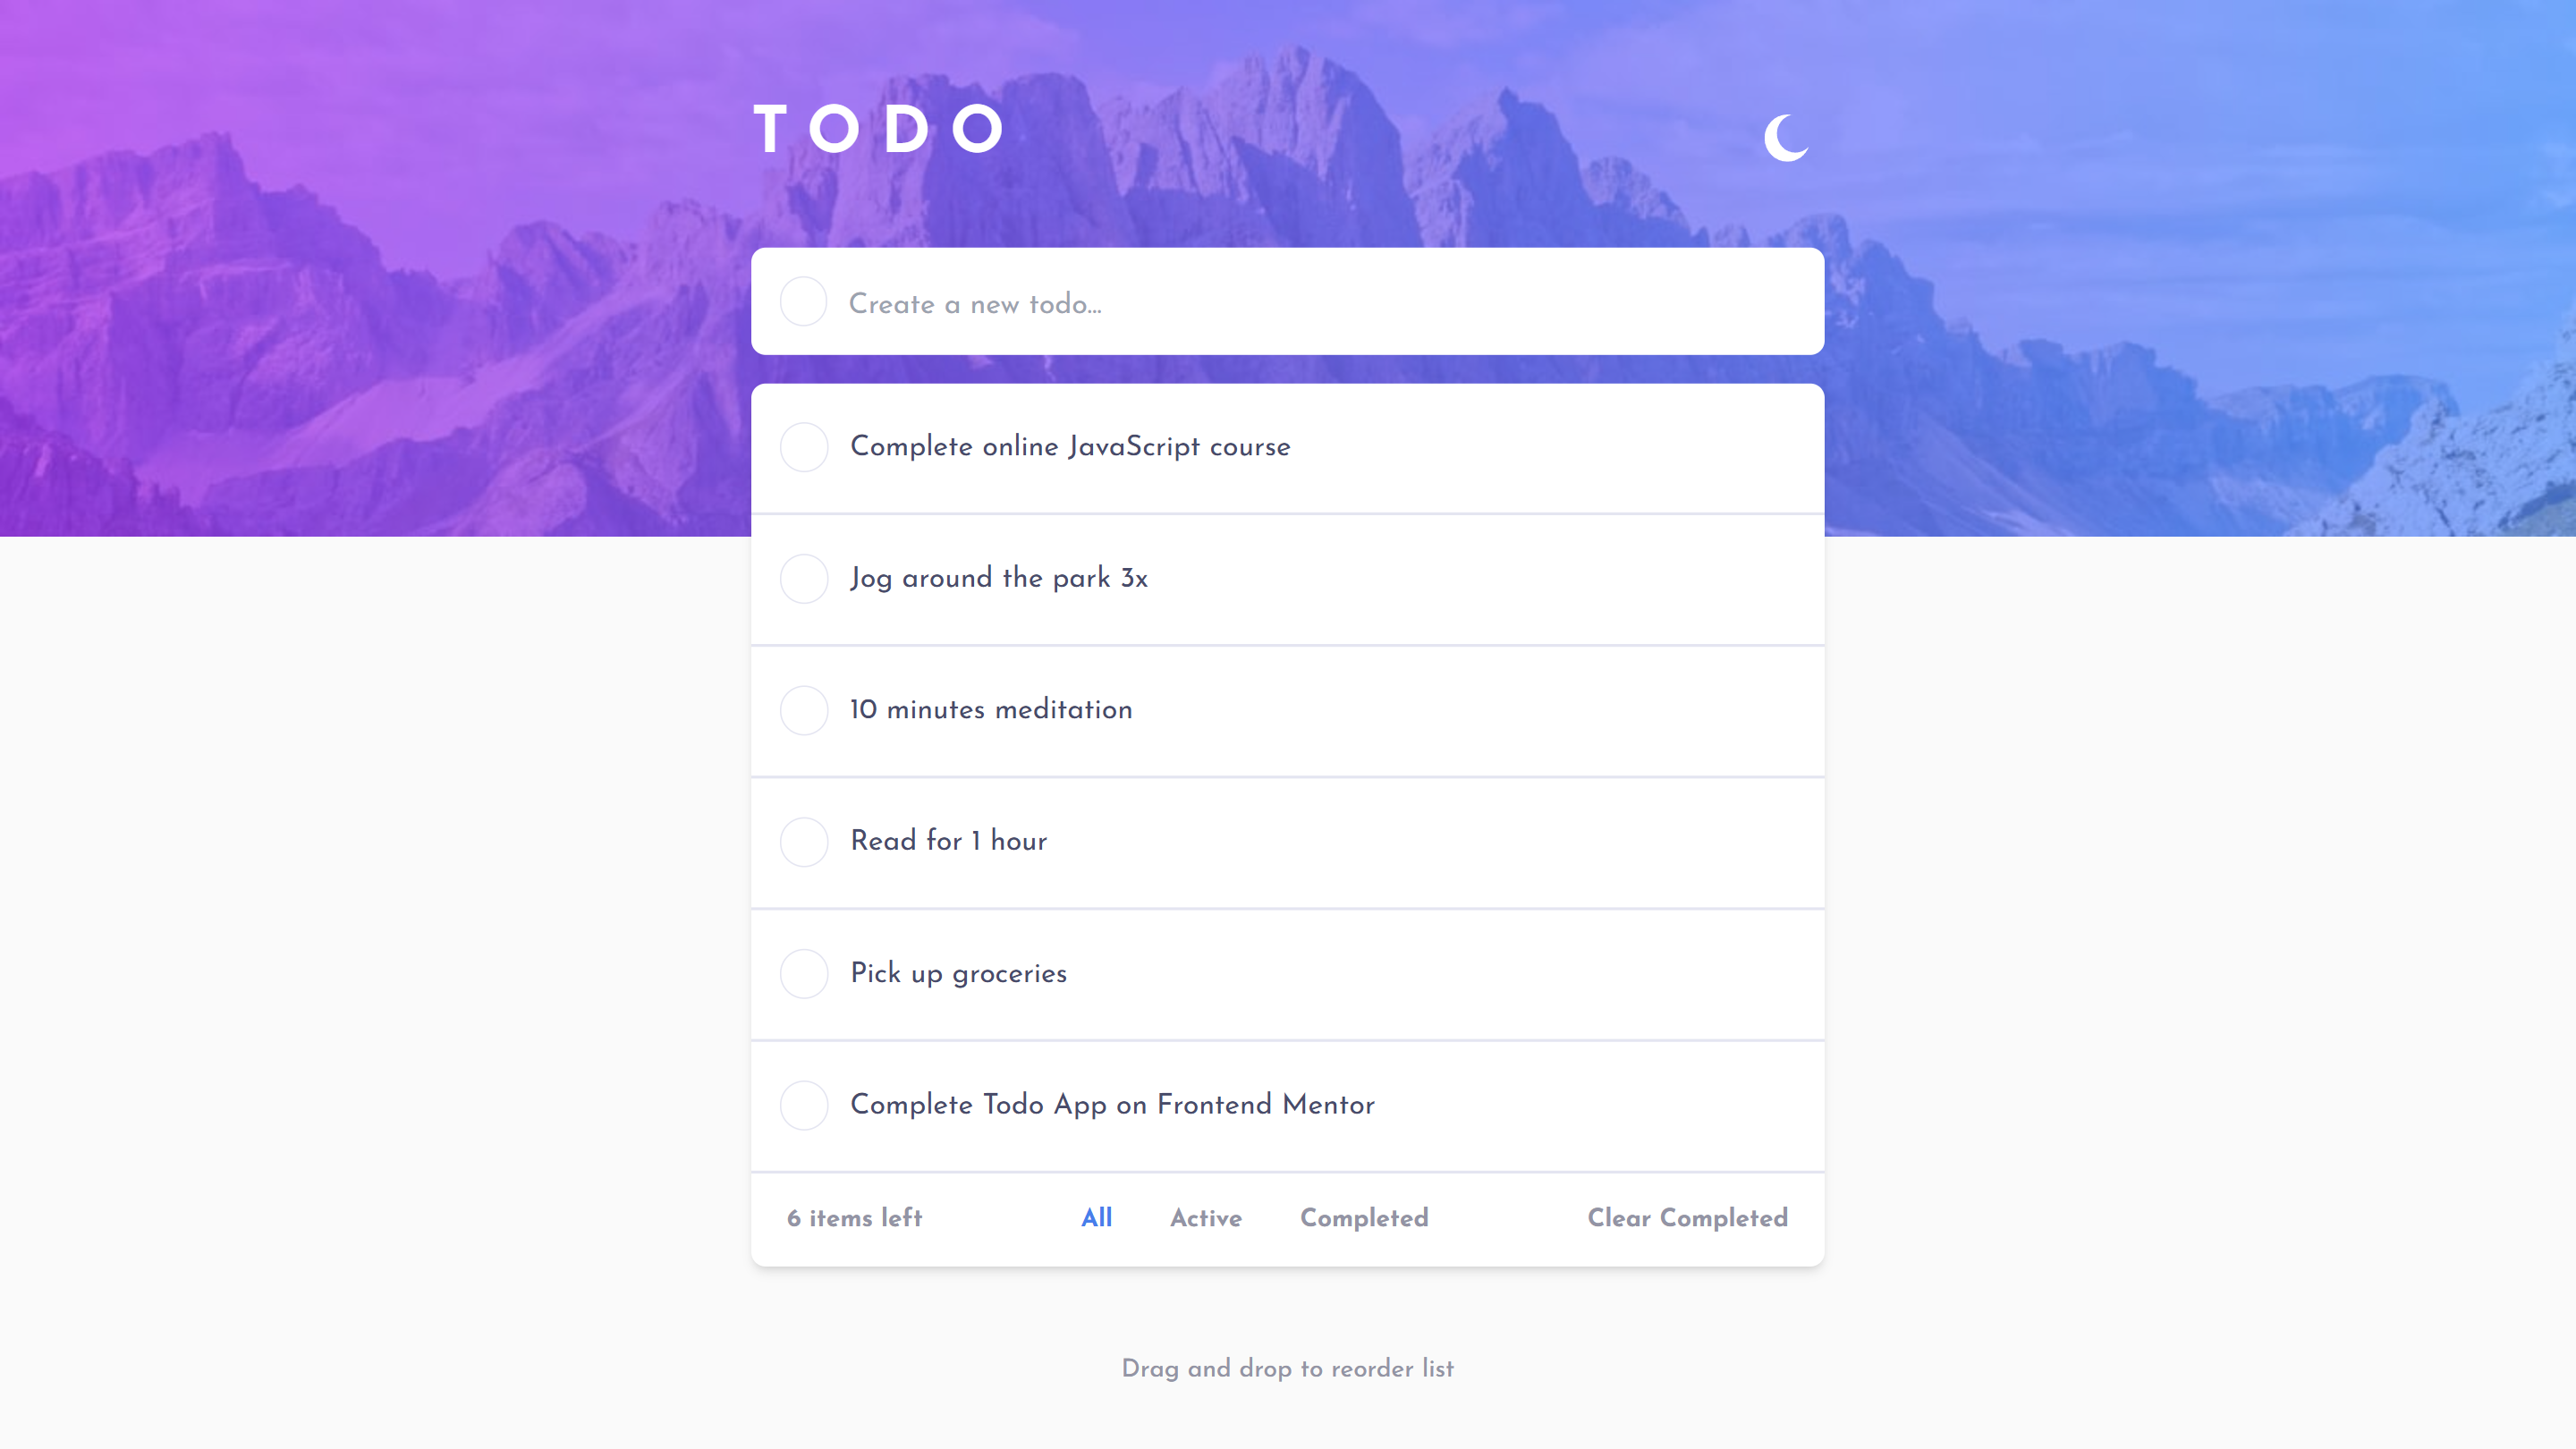 TODO
Create a new todo...
Complete online JavaScript course
Jog around the park 3x
10 minutes meditation
Read for 1 hour
Pick up groceries
Complete Todo App on Frontend Mentor
6 items left All Active Completed Clear Completed
Drag and drop to reorder list